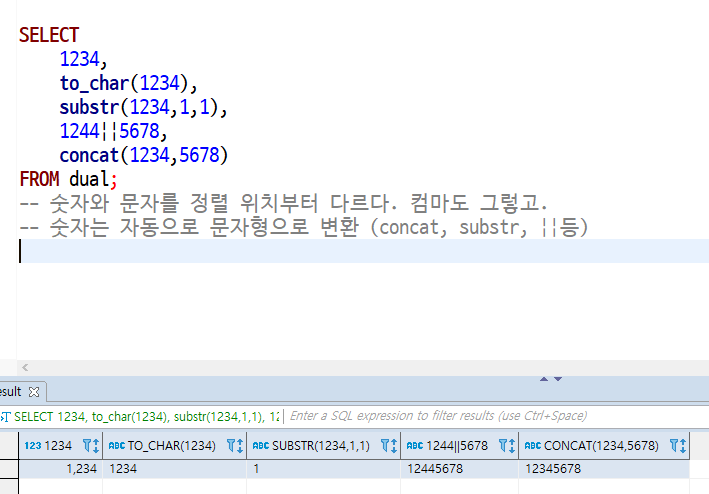 SELECT
1234,
to_char(1234),
substr(1234,1,1),
1244||5678,
concat(1234,5678)
FROM dual;
-- 숫자와 문자를 정렬 위치부터 다르다. 컴마도 그렇고.
-- 숫자는 자동으로 문자형으로 변환 (concat, substr, ||등)
esult
SELECT 1234, to_char(1234), substr(1234,1,1), 12 Enter a SQL expression to filter results (use Ctrl+Space)
123 1234 ABC TO_CHAR(1234) ABC SUBSTR(1234,1,1) ABC 1244||5678 ABC CONCAT(1234,5678)
1,234 1234 1 12445678 12345678